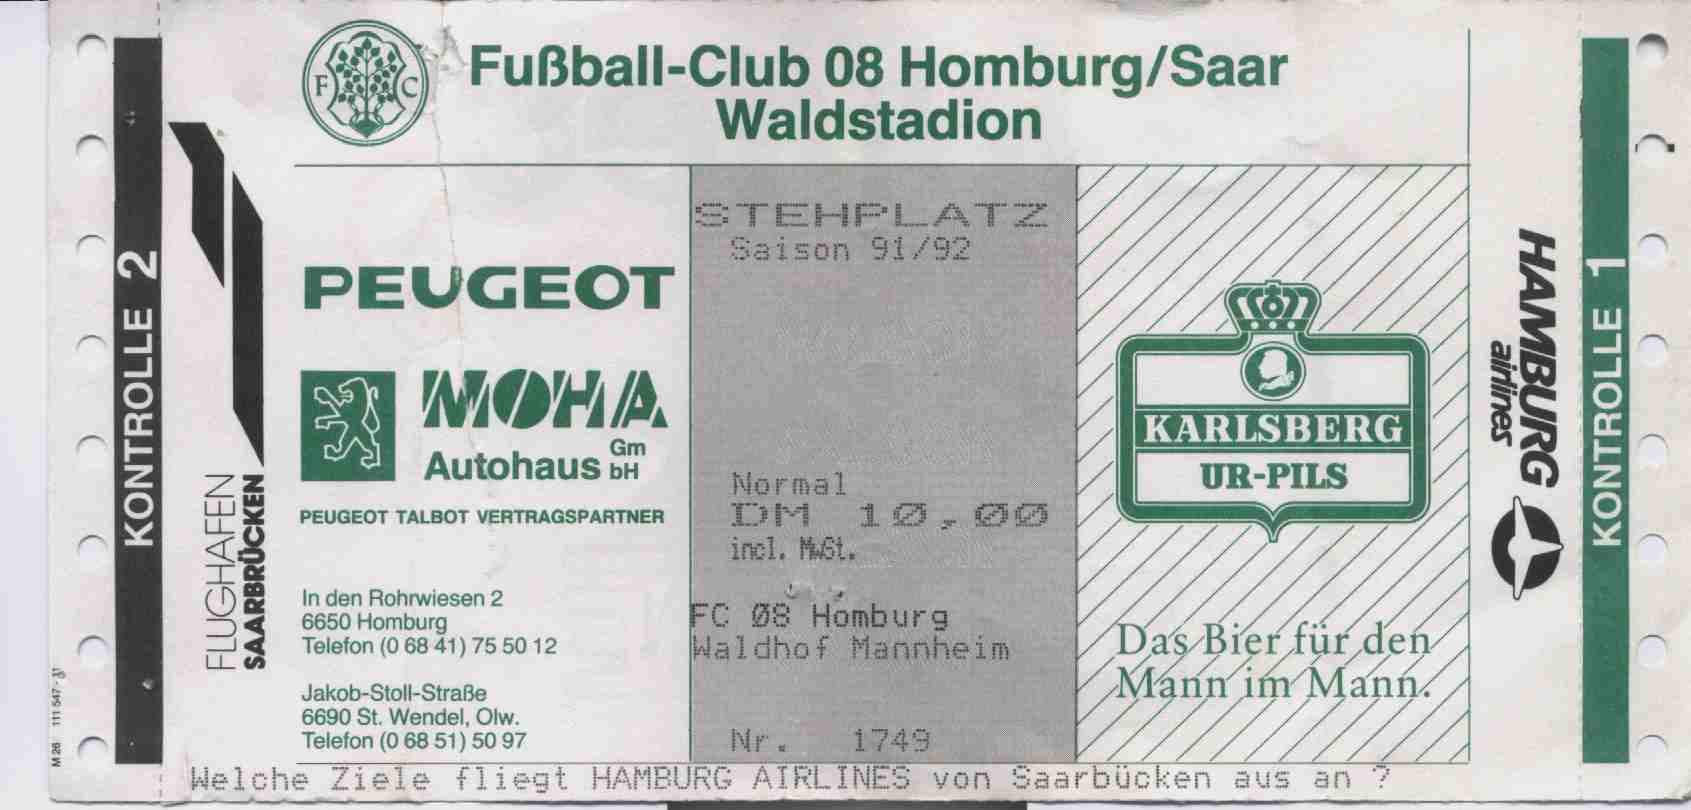 Fußball-Club 08 Homburg/Saar
Waldstadion
F C
KONTROLLE 2
FLUGHAFEN
SAARBRÜCKEN
M 26 111 547 - 31
PEUGEOT
MOHA
Autohaus GmbH
PEUGEOT TALBOT VERTRAGSPARTNER
In den Rohrwiesen 2
6650 Homburg
Telefon (0 68 41) 75 50 12
Jakob-Stoll-Straße
6690 St. Wendel, Olw.
Telefon (0 68 51) 50 97
STEHPLATZ
Saison 91/92
Normal
DM 10,00
incl. MwSt.
FC 08 Homburg
Waldhof Mannheim
Nr. 1749
KARLSBERG
UR-PILS
Das Bier für den
Mann im Mann.
HAMBURG
airlines
KONTROLLE 1
Welche Ziele fliegt HAMBURG AIRLINES von Saarbücken aus an ?